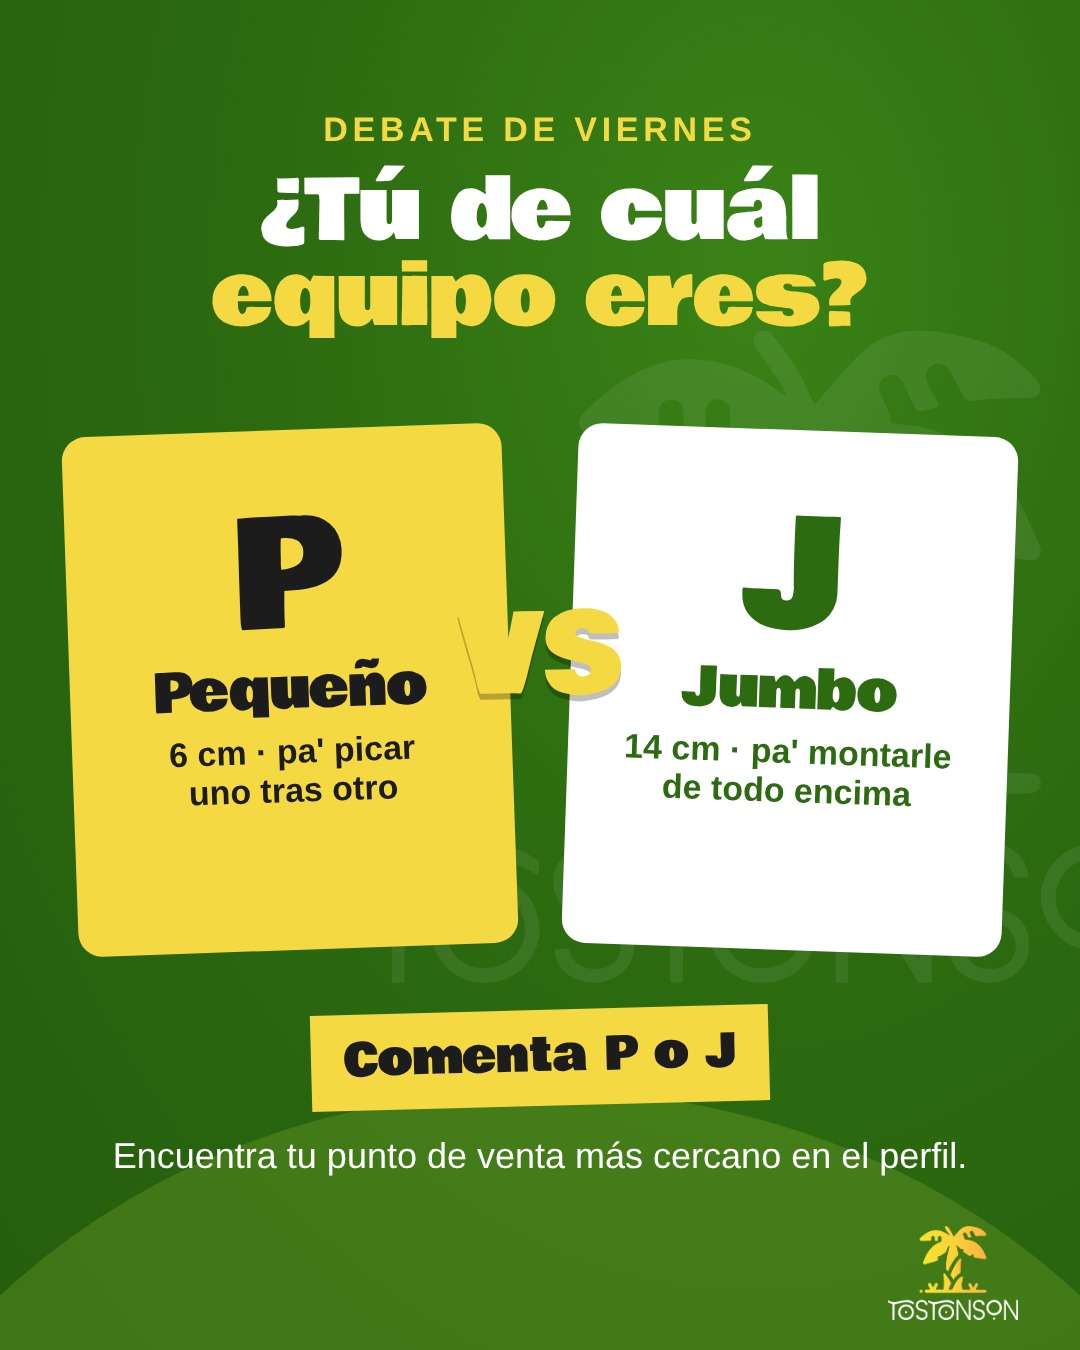 DEBATE DE VIERNES
¿Tú de cuál
equipo eres?
P
Pequeño
6 cm · pa' picar
uno tras otro
vs
J
Jumbo
14 cm · pa' montarle
de todo encima
Comenta P o J
Encuentra tu punto de venta más cercano en el perfil.
TOSTONSON